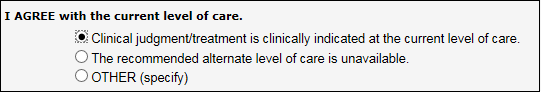 I AGREE with the current level of care.
Clinical judgment/treatment is clinically indicated at the current level of care.
The recommended alternate level of care is unavailable.
OTHER (specify)